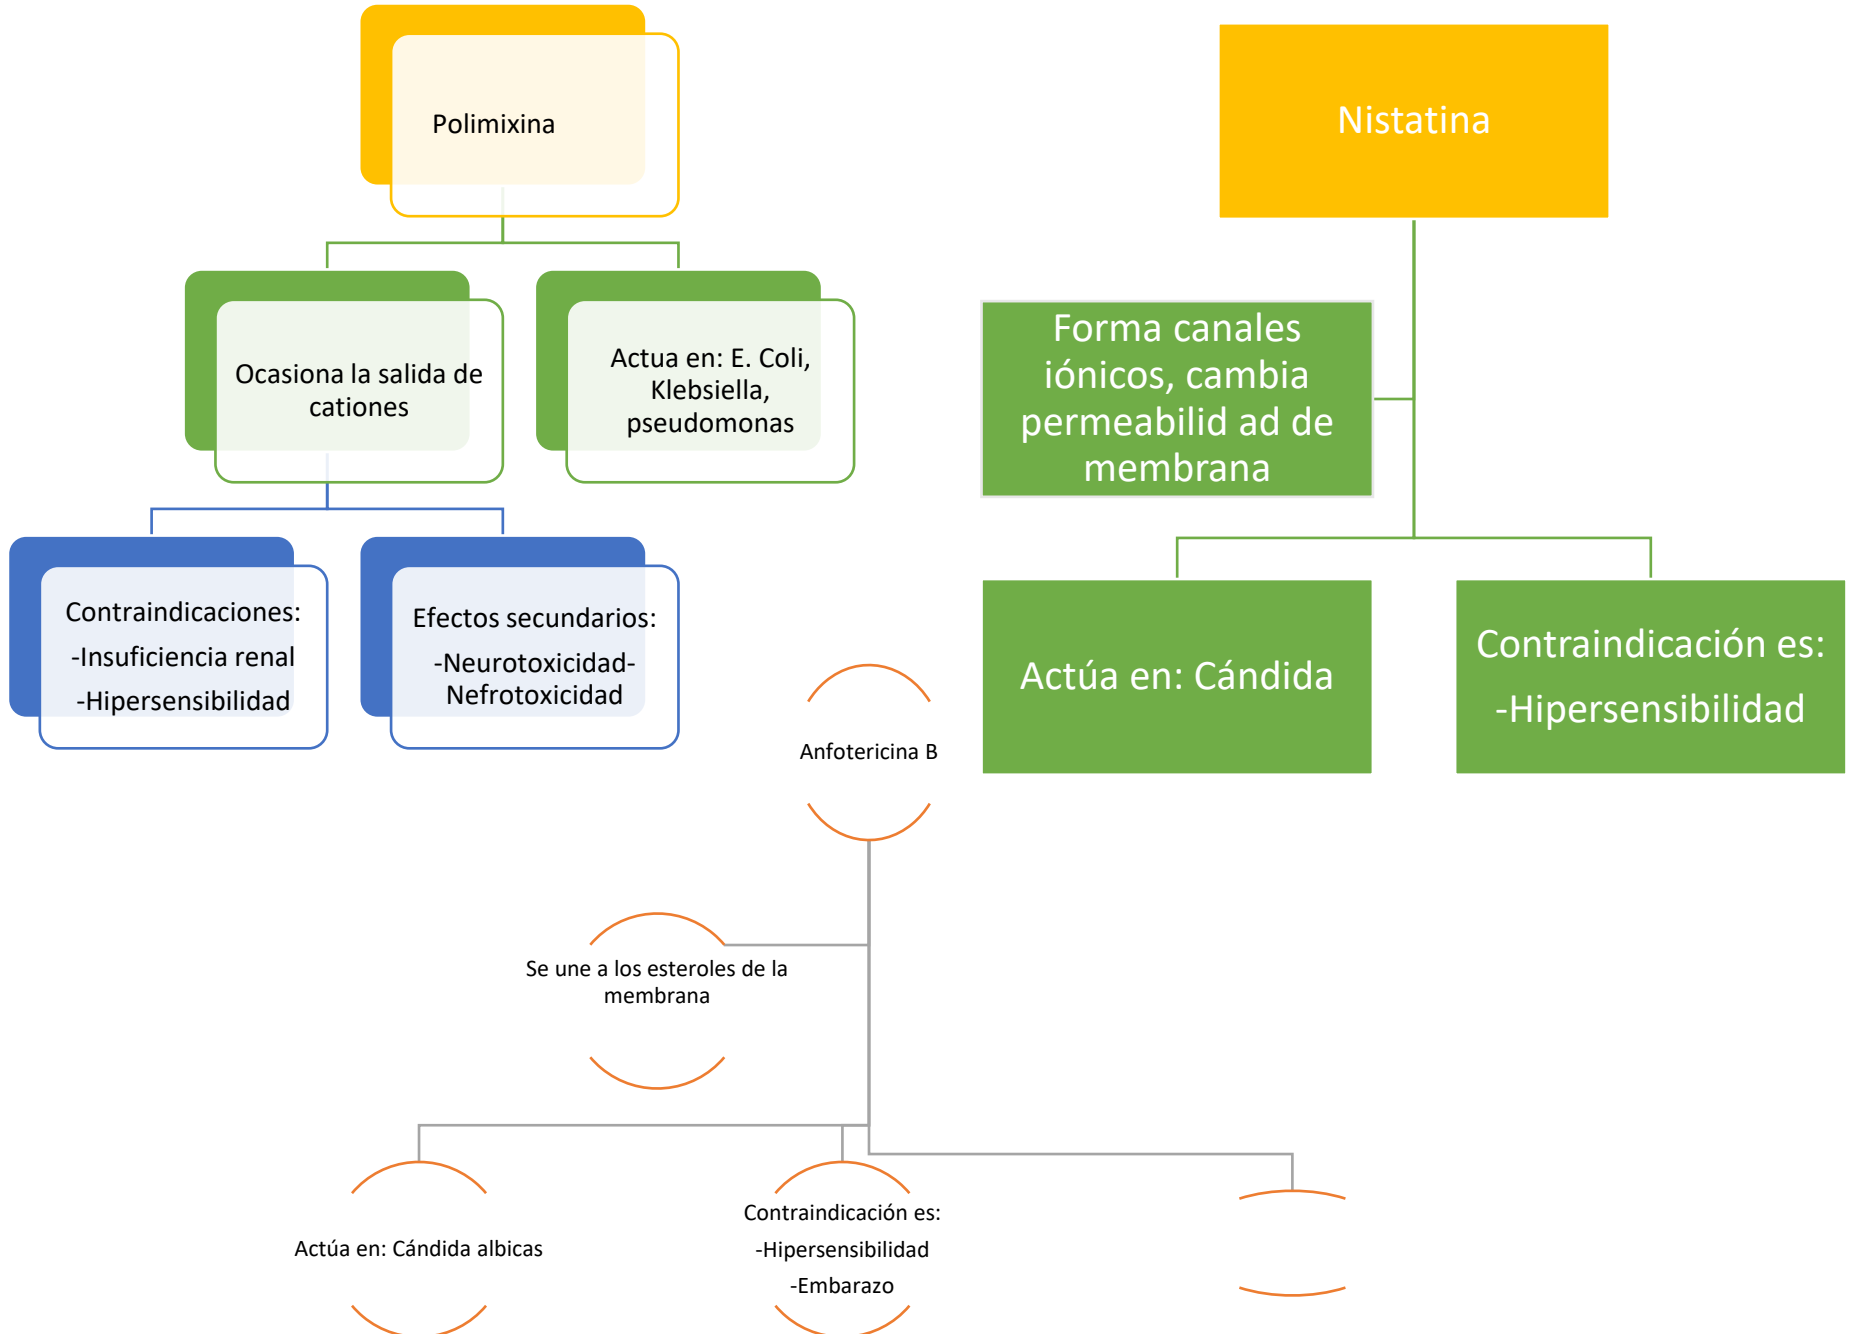 Polimixina
Ocasiona la salida de
cationes
Actua en: E. Coli,
Klebsiella,
pseudomonas
Contraindicaciones:
-Insuficiencia renal
-Hipersensibilidad
Efectos secundarios:
-Neurotoxicidad-
Nefrotoxicidad
Nistatina
Forma canales
iónicos, cambia
permeabilid ad de
membrana
Actúa en: Cándida
Contraindicación es:
-Hipersensibilidad
Anfotericina B
Se une a los esteroles de la
membrana
Actúa en: Cándida albicas
Contraindicación es:
-Hipersensibilidad
-Embarazo